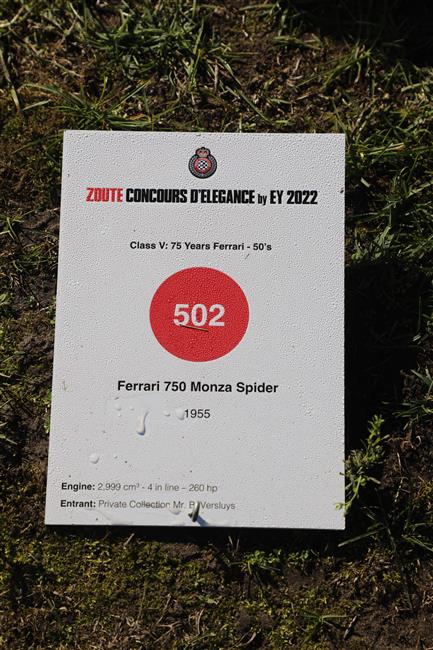 ZOUTE CONCOURS D'ELEGANCE by EY 2022
Class V: 75 Years Ferrari - 50's
502
Ferrari 750 Monza Spider
1955
Engine: 2,999 cm³ - 4 in line – 260 hp
Entrant: Private Collection Mr. B. Versluys